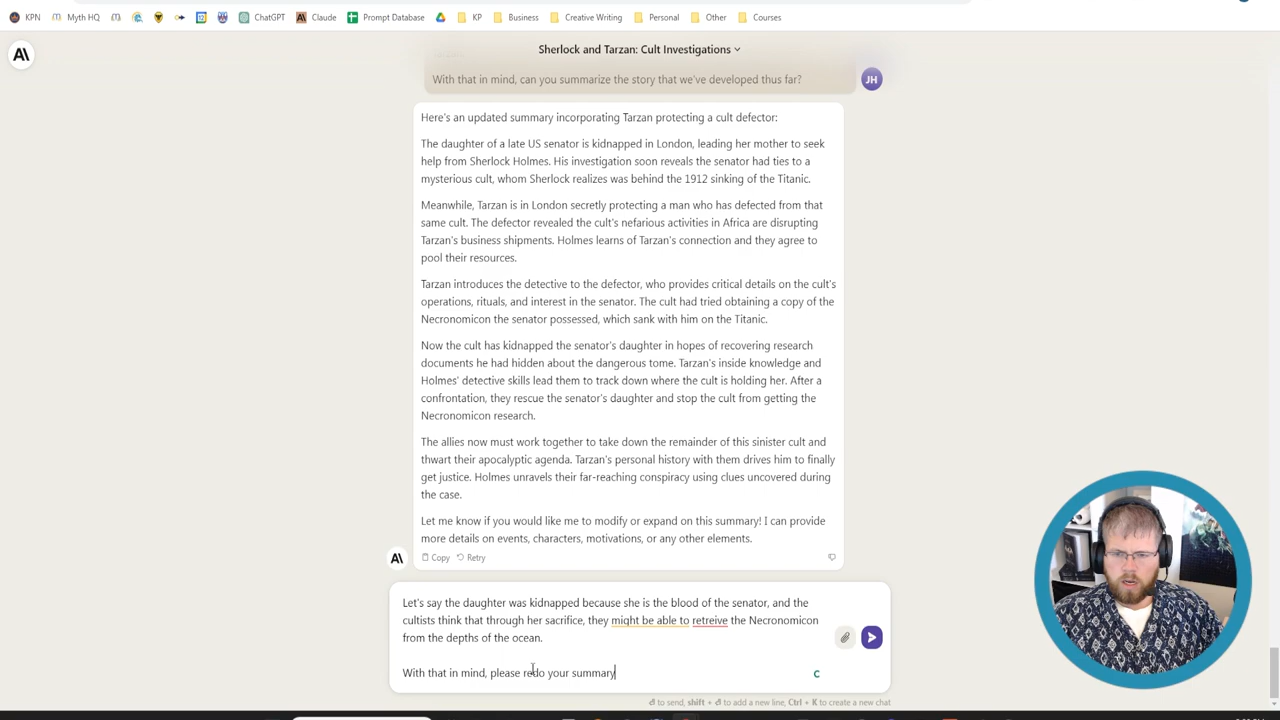 KPN
Myth HQ
ChatGPT
Claude
Prompt Database
KP
Business
Creative Writing
Personal
Other
Courses
A\
Sherlock and Tarzan: Cult Investigations
With that in mind, can you summarize the story that we've developed thus far?
JH
Here's an updated summary incorporating Tarzan protecting a cult defector:
The daughter of a late US senator is kidnapped in London, leading her mother to seek
help from Sherlock Holmes. His investigation soon reveals the senator had ties to a
mysterious cult, whom Sherlock realizes was behind the 1912 sinking of the Titanic.
Meanwhile, Tarzan is in London secretly protecting a man who has defected from that
same cult. The defector revealed the cult's nefarious activities in Africa are disrupting
Tarzan's business shipments. Holmes learns of Tarzan's connection and they agree to
pool their resources.
Tarzan introduces the detective to the defector, who provides critical details on the cult's
operations, rituals, and interest in the senator. The cult had tried obtaining a copy of the
Necronomicon the senator possessed, which sank with him on the Titanic.
Now the cult has kidnapped the senator's daughter in hopes of recovering research
documents he had hidden about the dangerous tome. Tarzan's inside knowledge and
Holmes' detective skills lead them to track down where the cult is holding her. After a
confrontation, they rescue the senator's daughter and stop the cult from getting the
Necronomicon research.
The allies now must work together to take down the remainder of this sinister cult and
thwart their apocalyptic agenda. Tarzan's personal history with them drives him to finally
get justice. Holmes unravels their far-reaching conspiracy using clues uncovered during
the case.
Let me know if you would like me to modify or expand on this summary! I can provide
more details on events, characters, motivations, or any other elements.
A\
Copy
Retry
Let's say the daughter was kidnapped because she is the blood of the senator, and the
cultists think that through her sacrifice, they might be able to retreive the Necronomicon
from the depths of the ocean.
With that in mind, please redo your summary
to send, shift + to add a new line, Ctrl + K to create a new chat